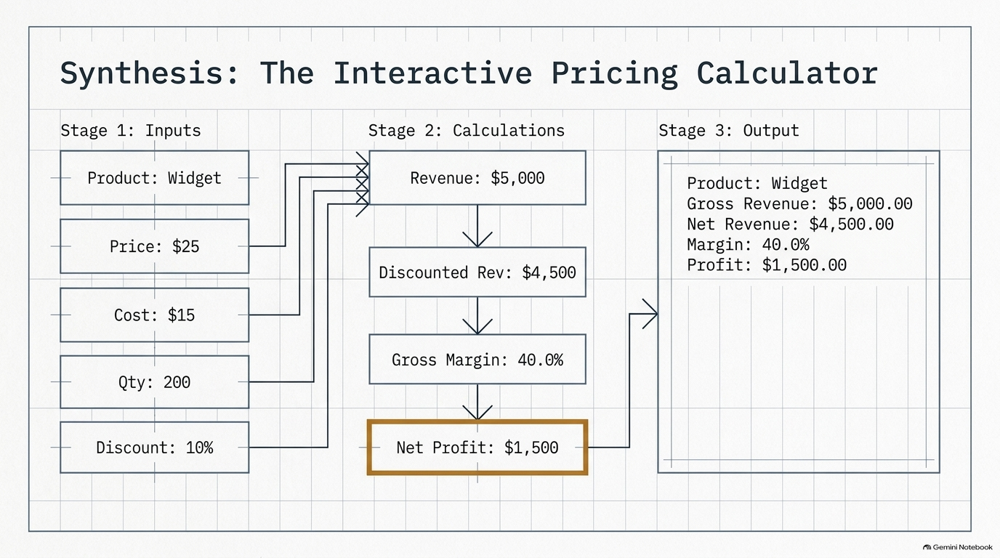 Synthesis: The Interactive Pricing Calculator
Stage 1: Inputs
Product: Widget
Price: $25
Cost: $15
Qty: 200
Discount: 10%
Stage 2: Calculations
Revenue: $5,000
Discounted Rev: $4,500
Gross Margin: 40.0%
Net Profit: $1,500
Stage 3: Output
Product: Widget
Gross Revenue: $5,000.00
Net Revenue: $4,500.00
Margin: 40.0%
Profit: $1,500.00
Gemini Notebook